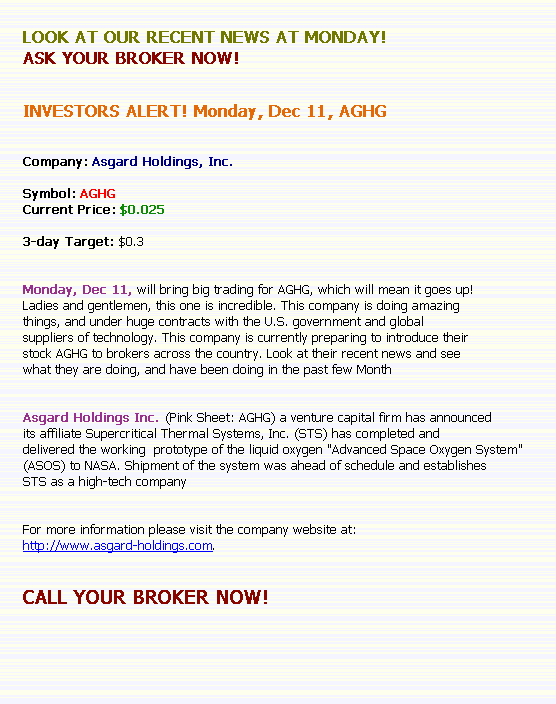 LOOK AT OUR RECENT NEWS AT MONDAY!
ASK YOUR BROKER NOW!
INVESTORS ALERT! Monday, Dec 11, AGHG
Company: Asgard Holdings, Inc.
Symbol: AGHG
Current Price: $0.025
3-day Target: $0.3
Monday, Dec 11, will bring big trading for AGHG, which will mean it goes up!
Ladies and gentlemen, this one is incredible. This company is doing amazing
things, and under huge contracts with the U.S. government and global
suppliers of technology. This company is currently preparing to introduce their
stock AGHG to brokers across the country. Look at their recent news and see
what they are doing, and have been doing in the past few Month
Asgard Holdings Inc. (Pink Sheet: AGHG) a venture capital firm has announced
its affiliate Supercritical Thermal Systems, Inc. (STS) has completed and
delivered the working prototype of the liquid oxygen "Advanced Space Oxygen System"
(ASOS) to NASA. Shipment of the system was ahead of schedule and establishes
STS as a high-tech company
For more information please visit the company website at:
http://www.asgard-holdings.com.
CALL YOUR BROKER NOW!